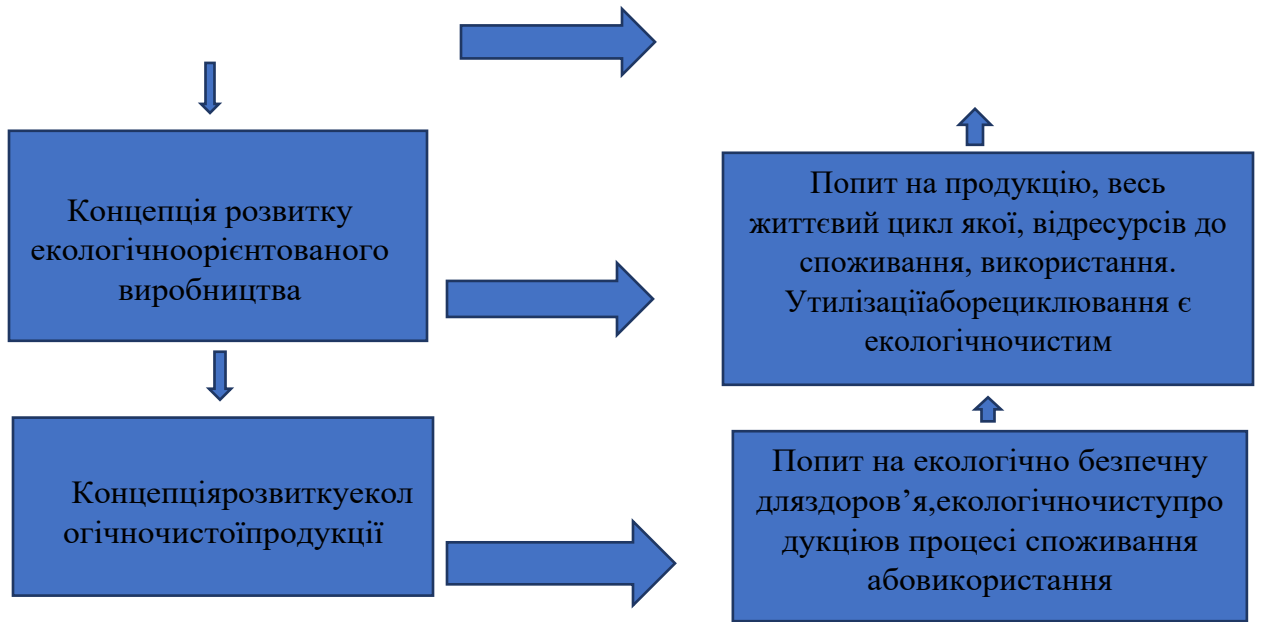 Концепція розвитку
екологічноорієнтованого
виробництва
Попит на продукцію, весь
життєвий цикл якої, відресурсів до
споживання, використання.
Утилізаціїаборециклювання є
екологічночистим
Концепціярозвиткуекол
огічночистоїпродукції
Попит на екологічно безпечну
дляздоров’я,екологічночиступро
дукціюв процесі споживання
абовикористання